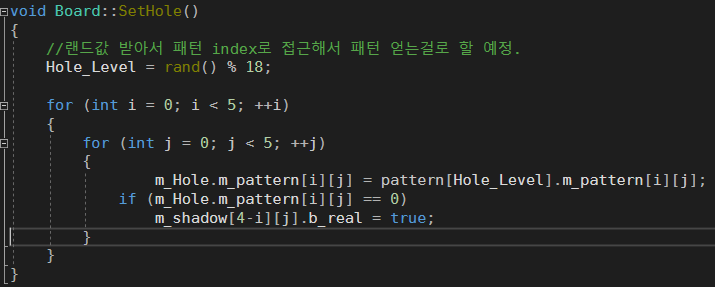 void Board::SetHole()
{
//랜드값 받아서 패턴 index로 접근해서 패턴 얻는걸로 할 예정.
Hole_Level = rand() % 18;
for (int i = 0; i < 5; ++i)
{
for (int j = 0; j < 5; ++j)
{
m_Hole.m_pattern[i][j] = pattern[Hole_Level].m_pattern[i][j];
if (m_Hole.m_pattern[i][j] == 0)
m_shadow[4-i][j].b_real = true;
}
}
}